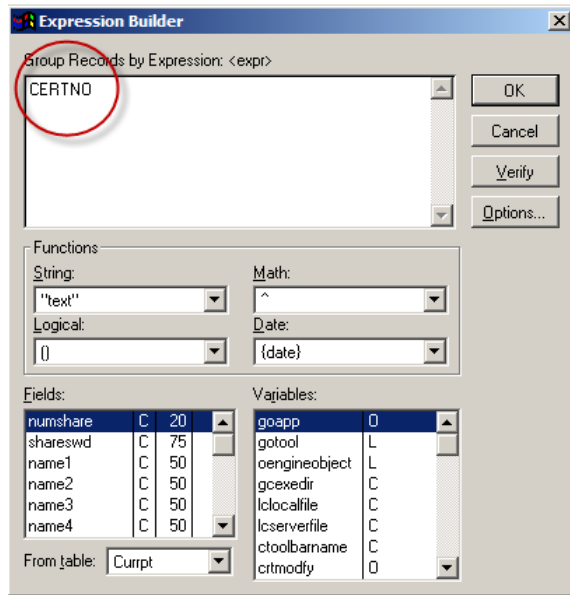 Expression Builder
Group Records by Expression: <expr>
CERTNO
OK
Cancel
Verify
Options...
Functions
String: Math:
"text" ^
Logical: Date:
() {date}
Fields: Variables:
numshare C 20 goapp O
shareswd C 75 gotool L
name1 C 50 oengineobject L
name2 C 50 gcexedir C
name3 C 50 lclocalfile C
name4 C 50 lcserverfile C
ctoolbarname C
crtmodfy O
From table: Currpt